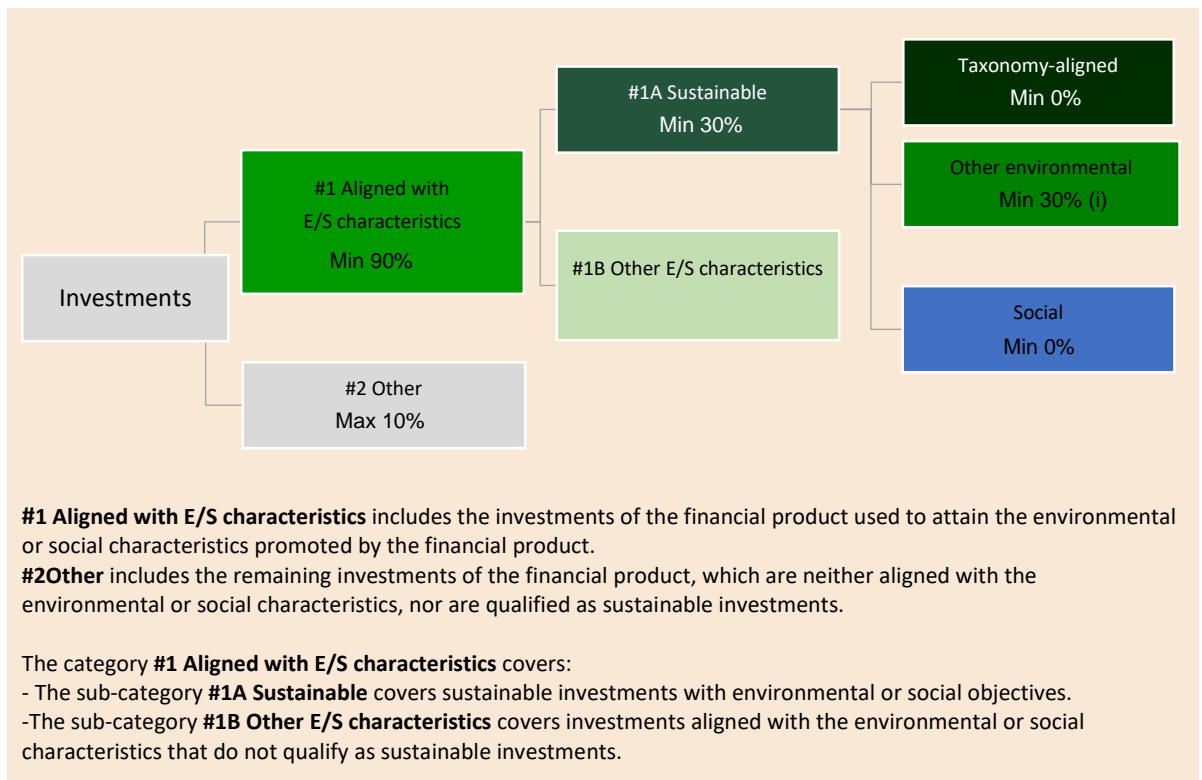 Investments
#1 Aligned with
E/S characteristics
Min 90%
#2 Other
Max 10%
#1A Sustainable
Min 30%
#1B Other E/S characteristics
Taxonomy-aligned
Min 0%
Other environmental
Min 30% (i)
Social
Min 0%
#1 Aligned with E/S characteristics includes the investments of the financial product used to attain the environmental
or social characteristics promoted by the financial product.
#2Other includes the remaining investments of the financial product, which are neither aligned with the
environmental or social characteristics, nor are qualified as sustainable investments.
The category #1 Aligned with E/S characteristics covers:
- The sub-category #1A Sustainable covers sustainable investments with environmental or social objectives.
-The sub-category #1B Other E/S characteristics covers investments aligned with the environmental or social
characteristics that do not qualify as sustainable investments.